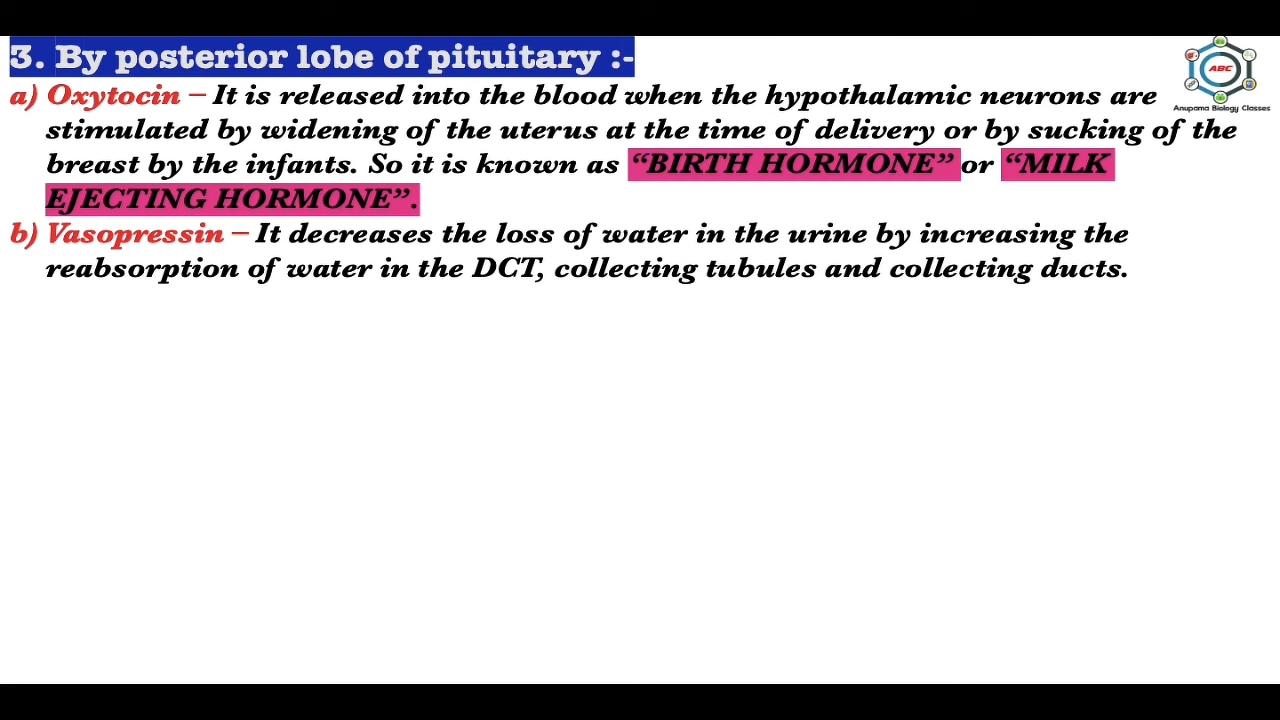 3. By posterior lobe of pituitary :-
a) Oxytocin – It is released into the blood when the hypothalamic neurons are
stimulated by widening of the uterus at the time of delivery or by sucking of the
breast by the infants. So it is known as “BIRTH HORMONE” or “MILK
EJECTING HORMONE”.
b) Vasopressin – It decreases the loss of water in the urine by increasing the
reabsorption of water in the DCT, collecting tubules and collecting ducts.
ABC
Anupama Biology Classes